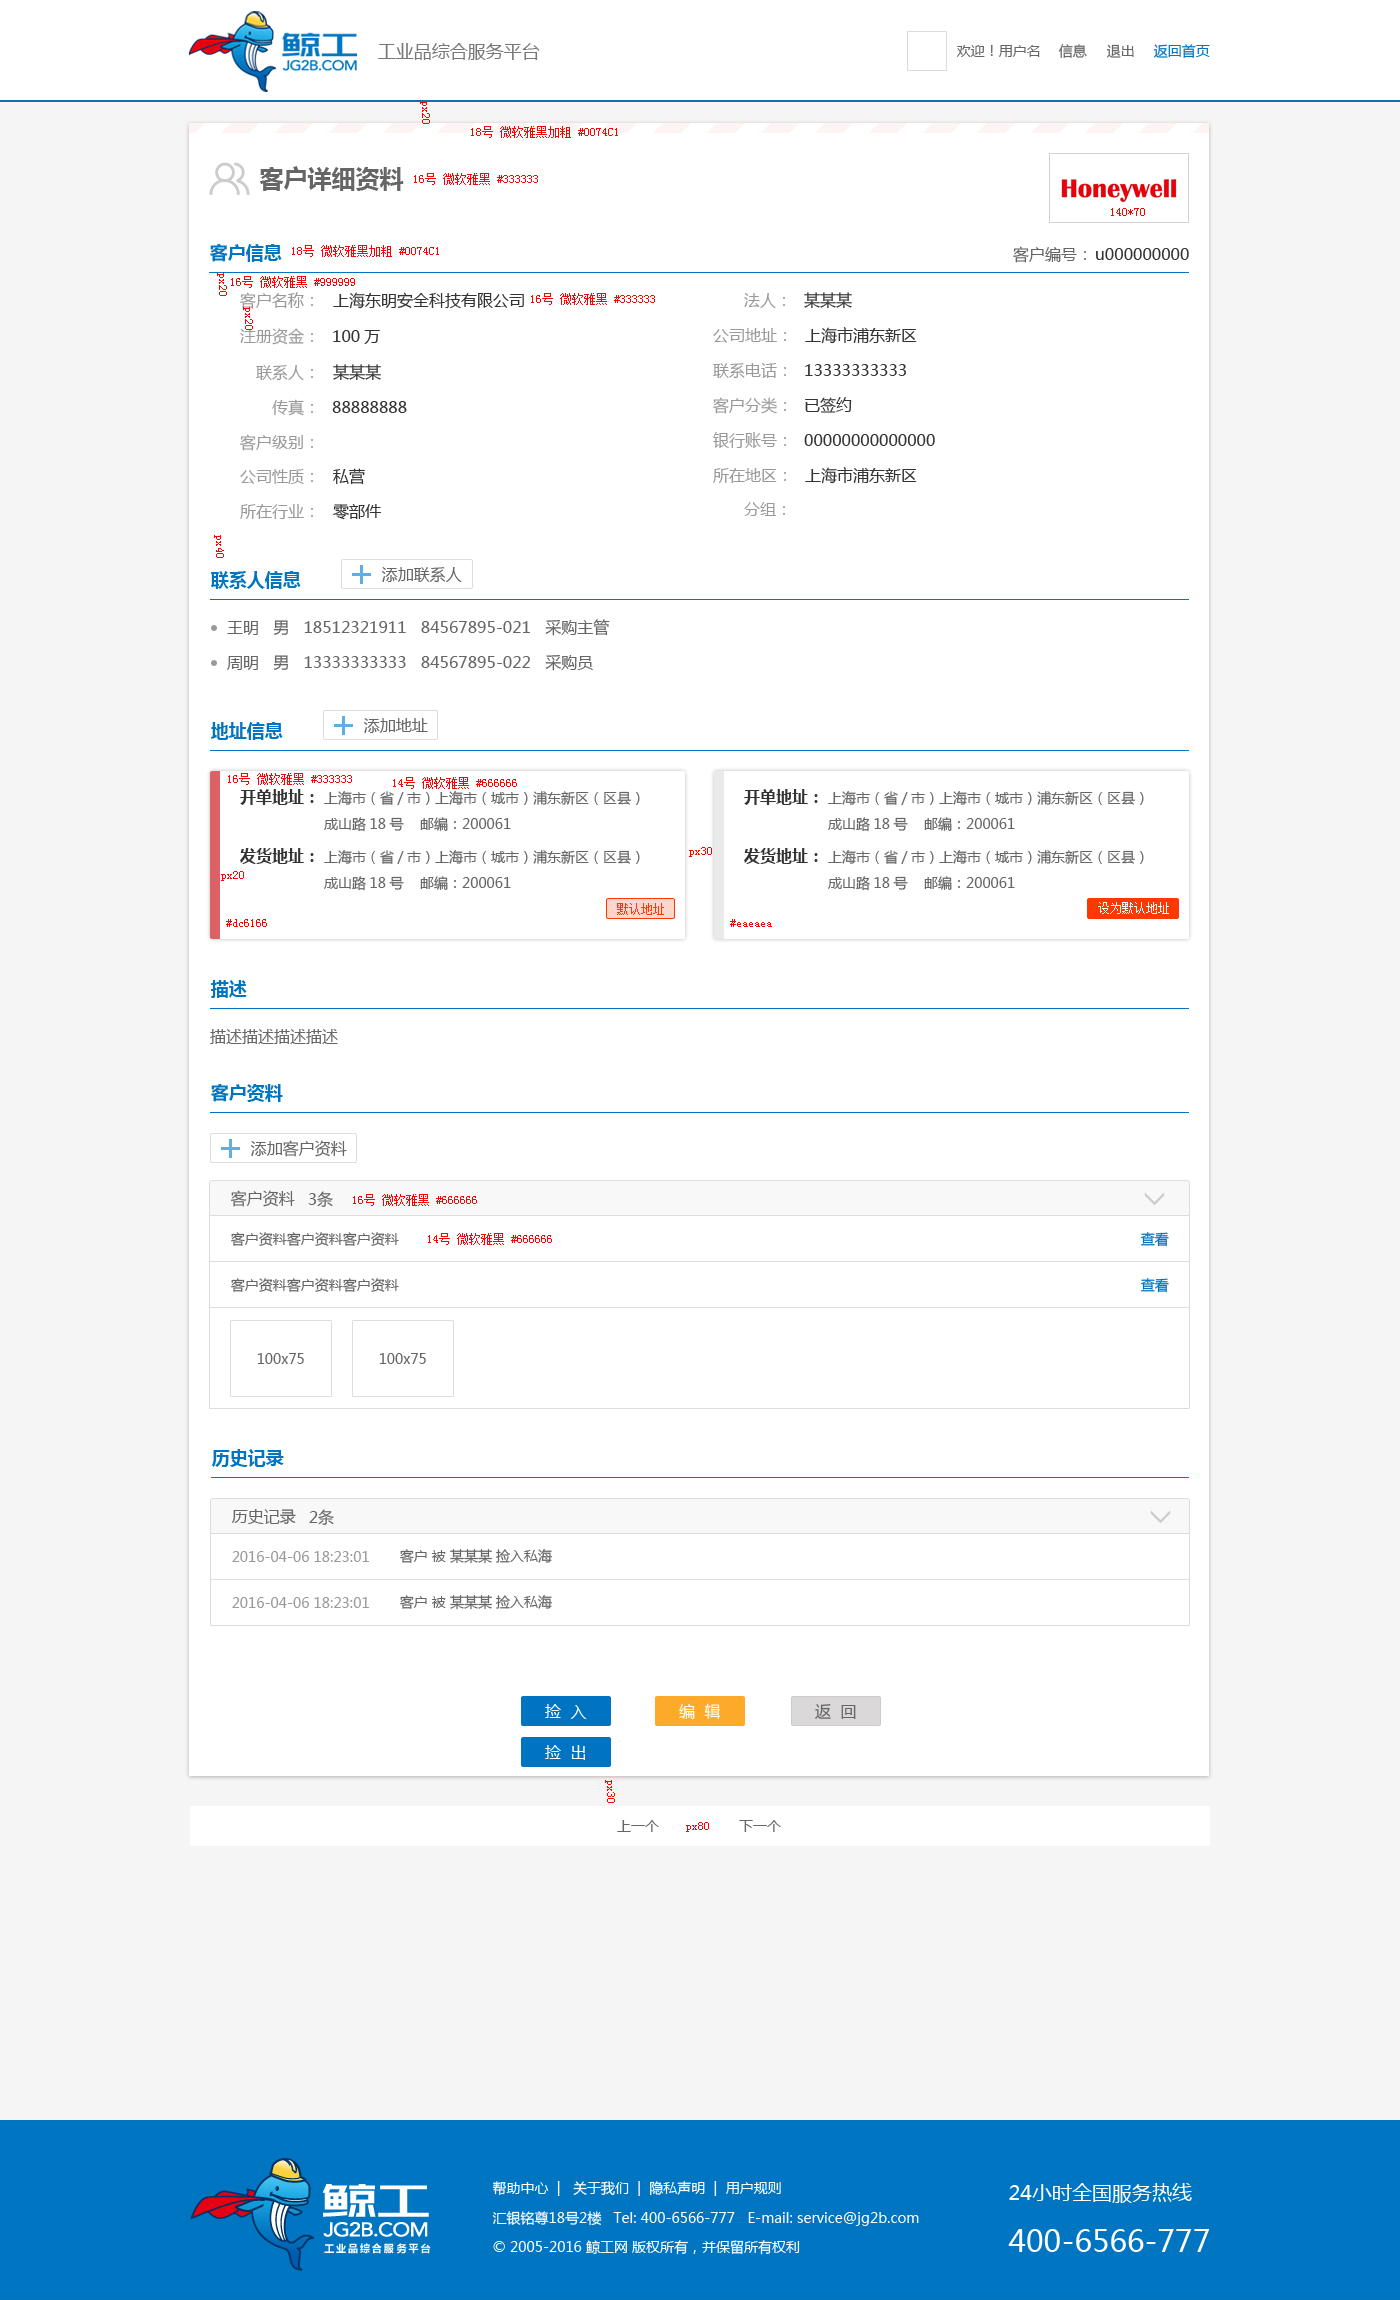 鲸工
JG2B.COM
工业品综合服务平台
欢迎！用户名 信息 退出 返回首页
px20
18号 微软雅黑加粗 #0074C1
客户详细资料 16号 微软雅黑 #333333
Honeywell
140*70
客户信息 18号 微软雅黑加粗 #0074C1
客户编号：u000000000
px20
16号 微软雅黑 #999999
客户名称： 上海东明安全科技有限公司 16号 微软雅黑 #333333
法人： 某某某
px20
注册资金： 100 万
公司地址： 上海市浦东新区
联系人： 某某某
联系电话： 13333333333
传真： 88888888
客户分类： 已签约
客户级别：
银行账号： 00000000000000
公司性质： 私营
所在地区： 上海市浦东新区
所在行业： 零部件
分组：
px40
联系人信息 添加联系人
王明 男 18512321911 84567895-021 采购主管
周明 男 13333333333 84567895-022 采购员
地址信息 添加地址
16号 微软雅黑 #333333 14号 微软雅黑 #666666
开单地址： 上海市（省 / 市）上海市（城市）浦东新区（区县）
成山路 18 号 邮编：200061
发货地址： 上海市（省 / 市）上海市（城市）浦东新区（区县）
px20
成山路 18 号 邮编：200061
默认地址
#dc6166
px30
开单地址： 上海市（省 / 市）上海市（城市）浦东新区（区县）
成山路 18 号 邮编：200061
发货地址： 上海市（省 / 市）上海市（城市）浦东新区（区县）
成山路 18 号 邮编：200061
设为默认地址
#eaeaea
描述
描述描述描述描述
客户资料
添加客户资料
客户资料 3条 16号 微软雅黑 #666666
客户资料客户资料客户资料 14号 微软雅黑 #666666 查看
客户资料客户资料客户资料 查看
100x75 100x75
历史记录
历史记录 2条
2016-04-06 18:23:01 客户 被 某某某 捡入私海
2016-04-06 18:23:01 客户 被 某某某 捡入私海
捡 入 编 辑 返 回
捡 出
px30
上一个 px80 下一个
鲸工
JG2B.COM
工业品综合服务平台
帮助中心 | 关于我们 | 隐私声明 | 用户规则
汇银铭尊18号2楼 Tel: 400-6566-777 E-mail: service@jg2b.com
© 2005-2016 鲸工网 版权所有，并保留所有权利
24小时全国服务热线
400-6566-777